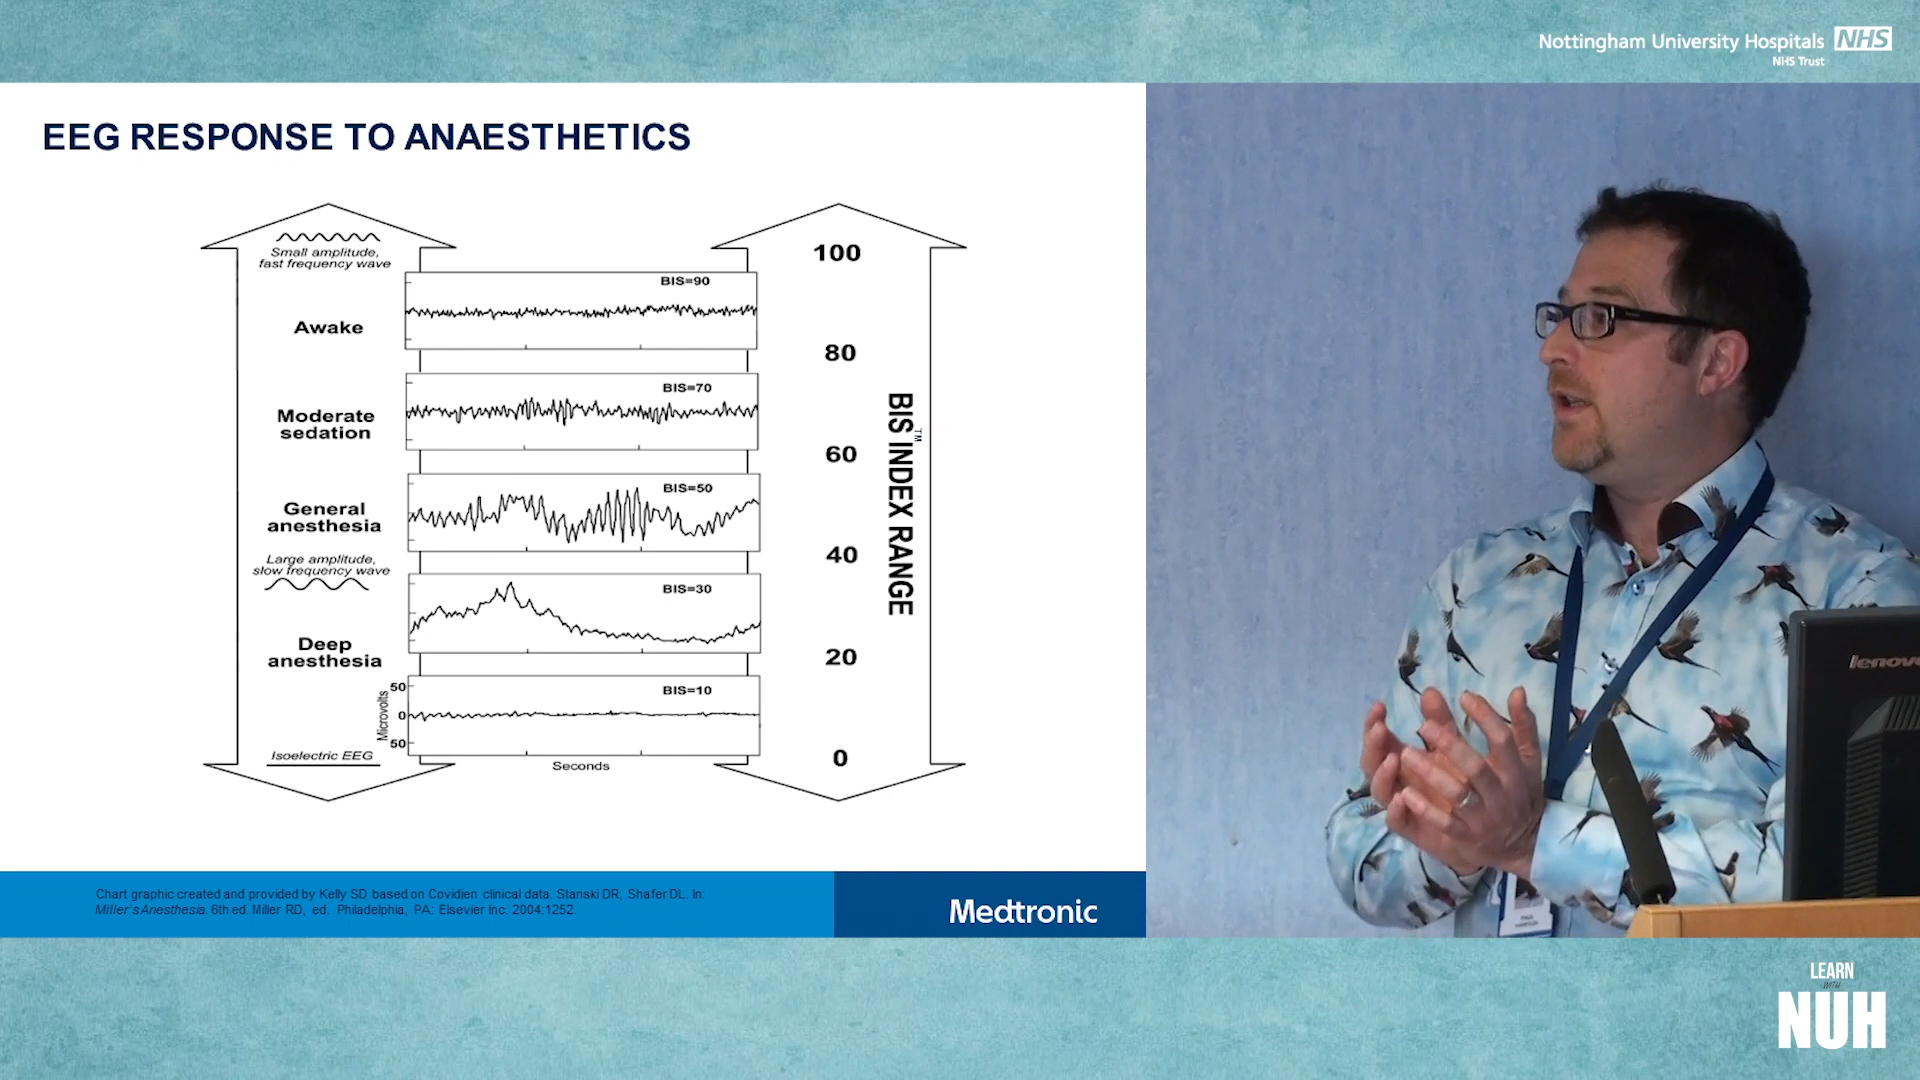 Nottingham University Hospitals NHS
NHS Trust
EEG RESPONSE TO ANAESTHETICS
Small amplitude,
fast frequency wave
Awake
Moderate
sedation
General
anesthesia
Large amplitude,
slow frequency wave
Deep
anesthesia
Isoelectric EEG
BIS=90
BIS=70
BIS=50
BIS=30
BIS=10
Microvolts
50
0
50
Seconds
100
80
60
40
20
0
BIS™ INDEX RANGE
Chart graphic created and provided by Kelly SD based on Covidien clinical data. Stanski DR, Shafer DL. In:
Miller's Anesthesia. 6th ed. Miller RD, ed. Philadelphia, PA: Elsevier Inc. 2004:1252.
Medtronic
lenovo
LEARN
WITH
NUH